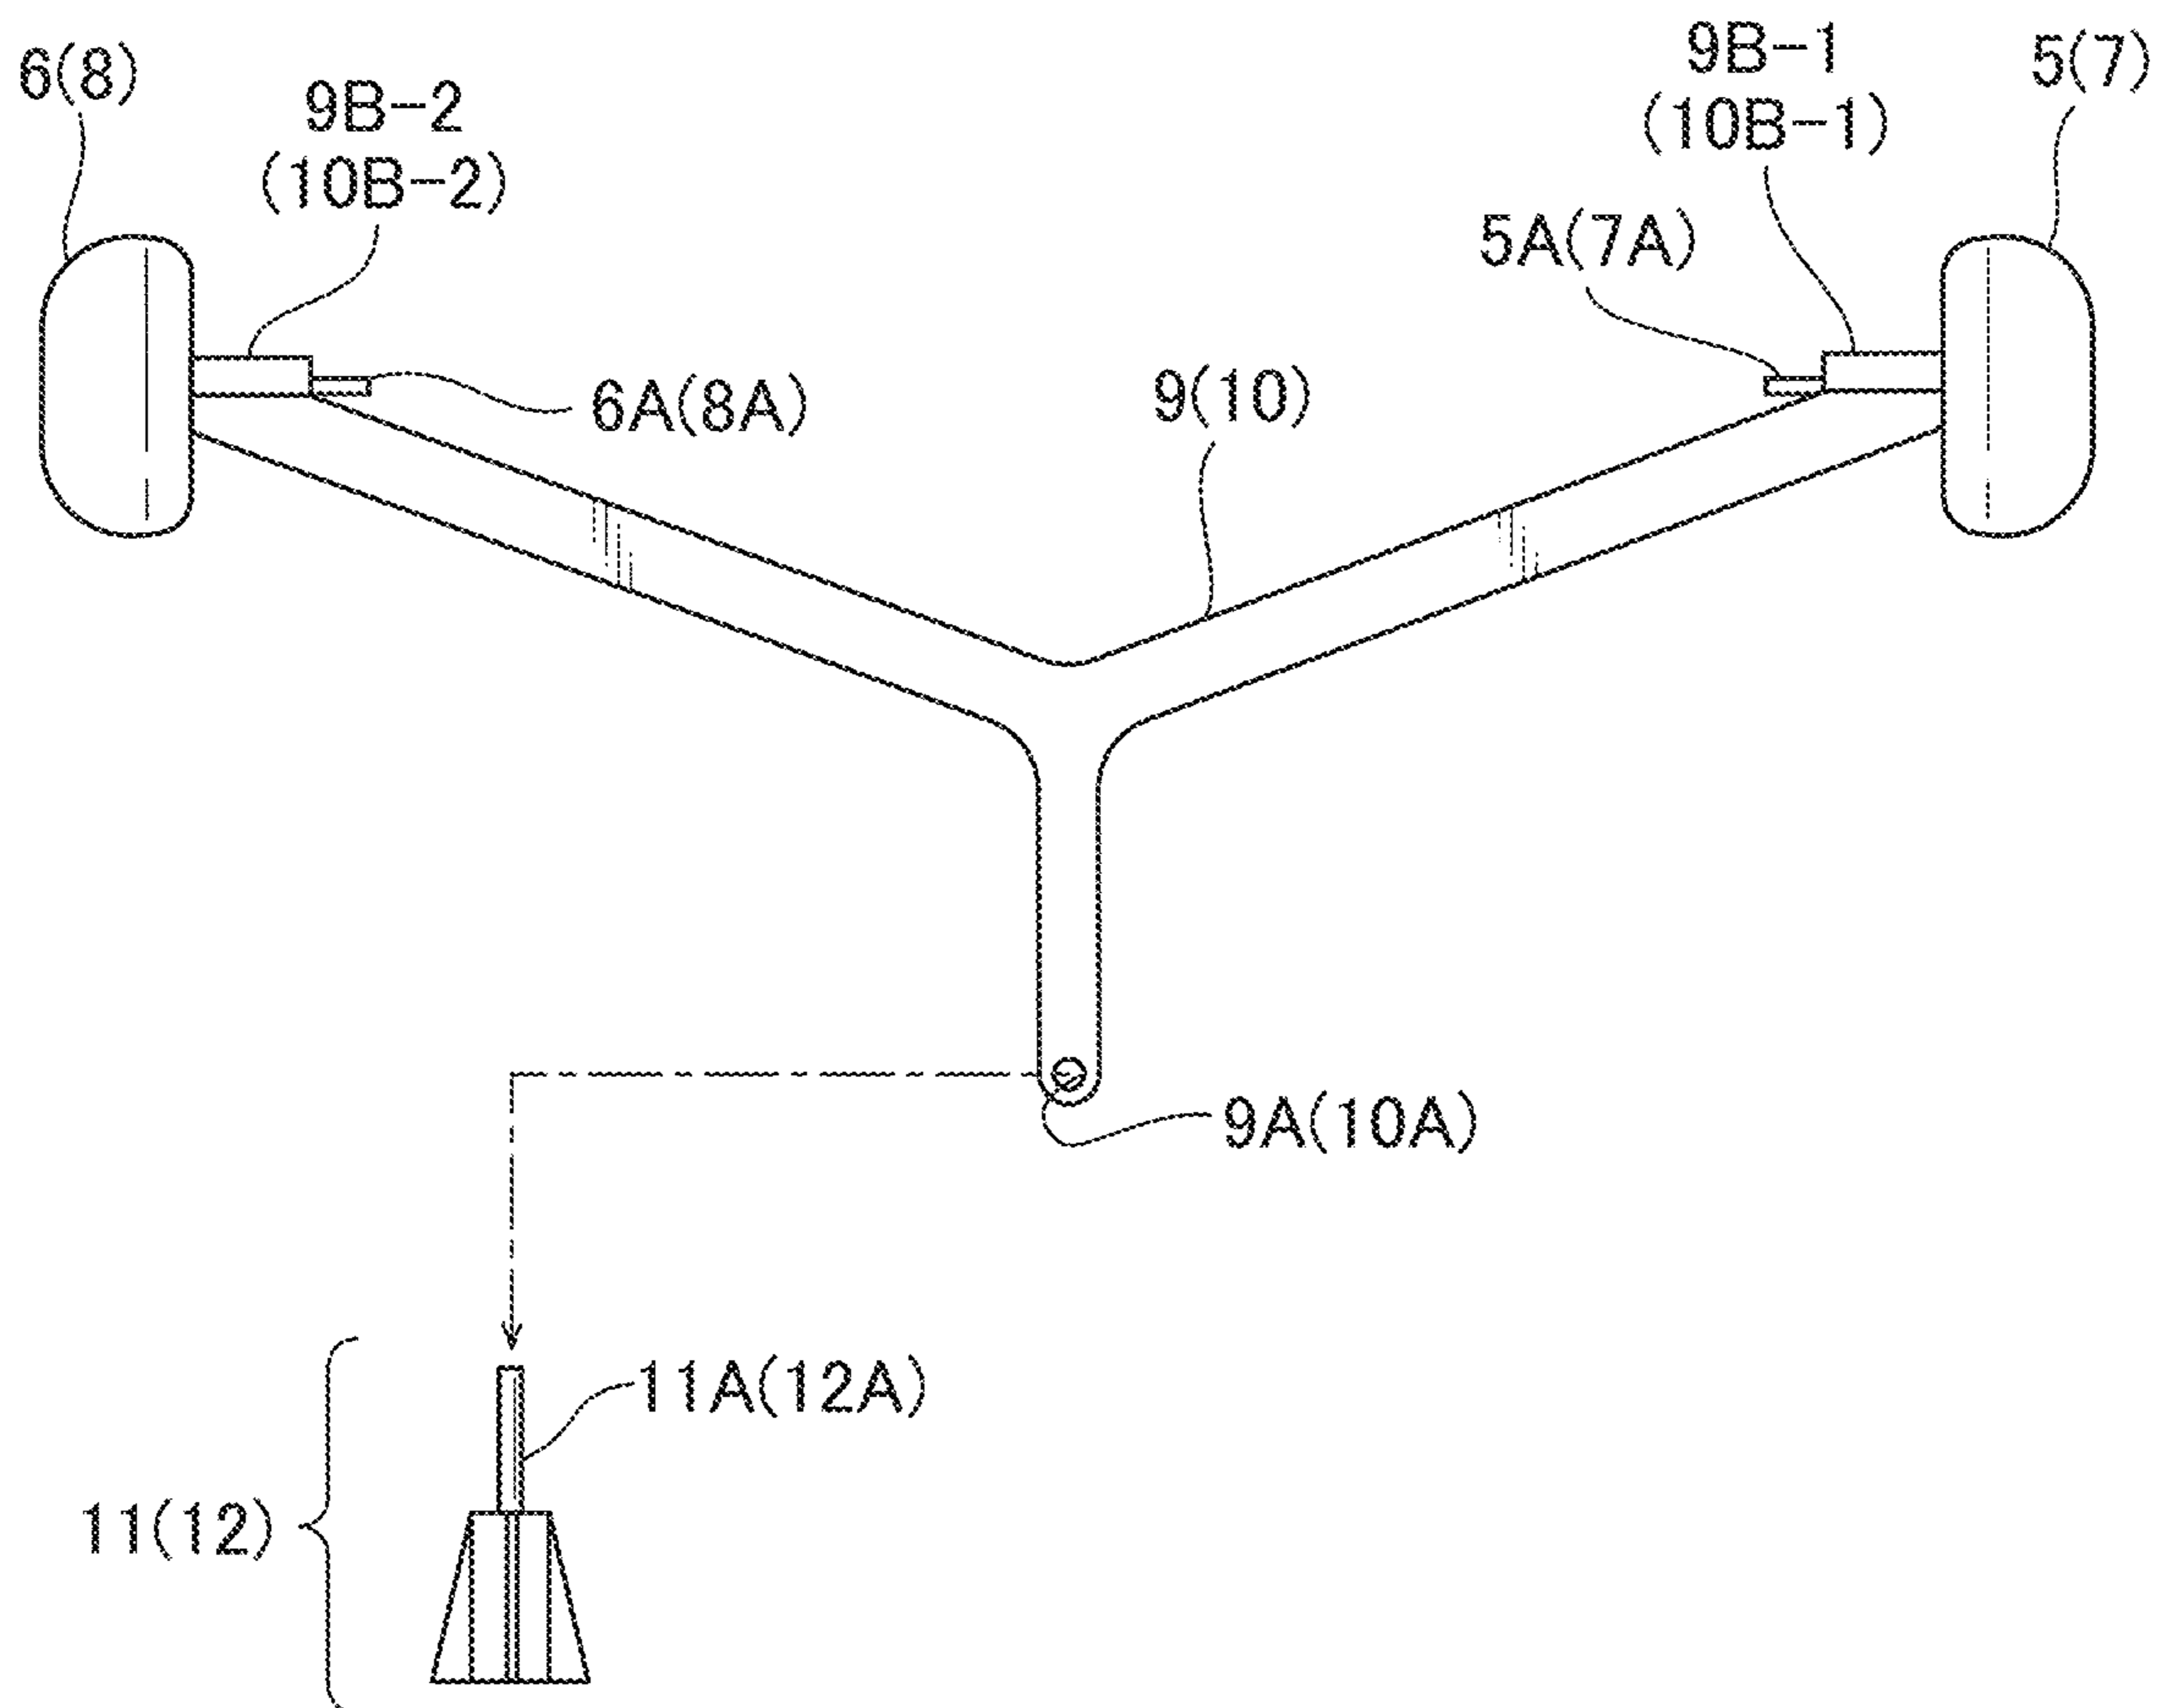 6(8)
9B-2
(10B-2)
9B-1
(10B-1)
5(7)
5A(7A)
6A(8A)
9(10)
9A(10A)
11A(12A)
11(12)